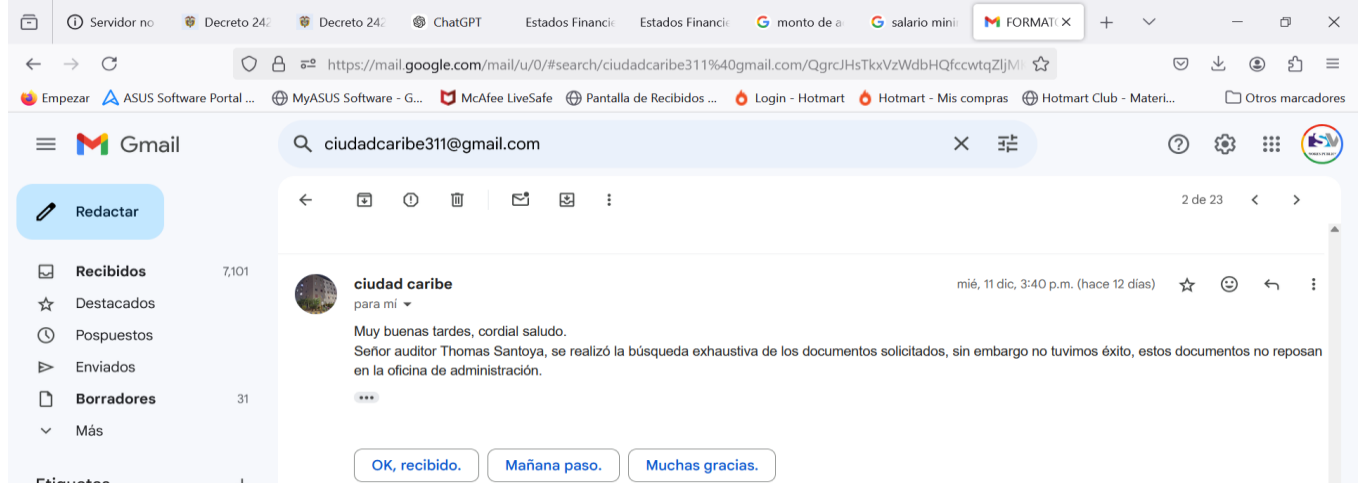 Servidor no
Decreto 242
Decreto 242
ChatGPT
Estados Financie
Estados Financie
monto de a
salario mini
FORMAT
https://mail.google.com/mail/u/0/#search/ciudadcaribe311%40gmail.com/QgrcJHsTkxVzWdbHQfccwtqZljM
Empezar
ASUS Software Portal ...
MyASUS Software - G...
McAfee LiveSafe
Pantalla de Recibidos ...
Login - Hotmart
Hotmart - Mis compras
Hotmart Club - Materi...
Otros marcadores
Gmail
ciudadcaribe311@gmail.com
Redactar
2 de 23
Recibidos 7,101
Destacados
Pospuestos
Enviados
Borradores 31
Más
ciudad caribe
mié, 11 dic, 3:40 p.m. (hace 12 días)
para mí
Muy buenas tardes, cordial saludo.
Señor auditor Thomas Santoya, se realizó la búsqueda exhaustiva de los documentos solicitados, sin embargo no tuvimos éxito, estos documentos no reposan
en la oficina de administración.
OK, recibido.
Mañana paso.
Muchas gracias.